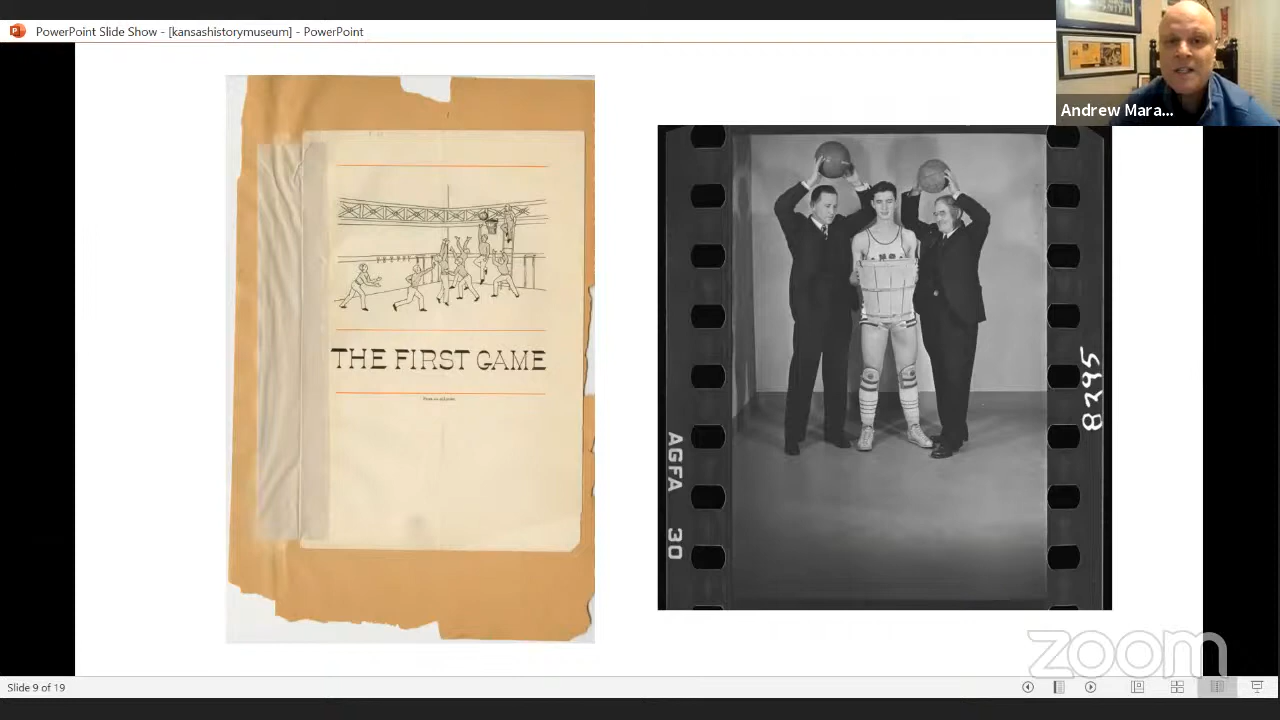 PowerPoint Slide Show - [kansashistorymuseum] - PowerPoint
Andrew Mara...
THE FIRST GAME
AGFA 30
8295
zoom
Slide 9 of 19